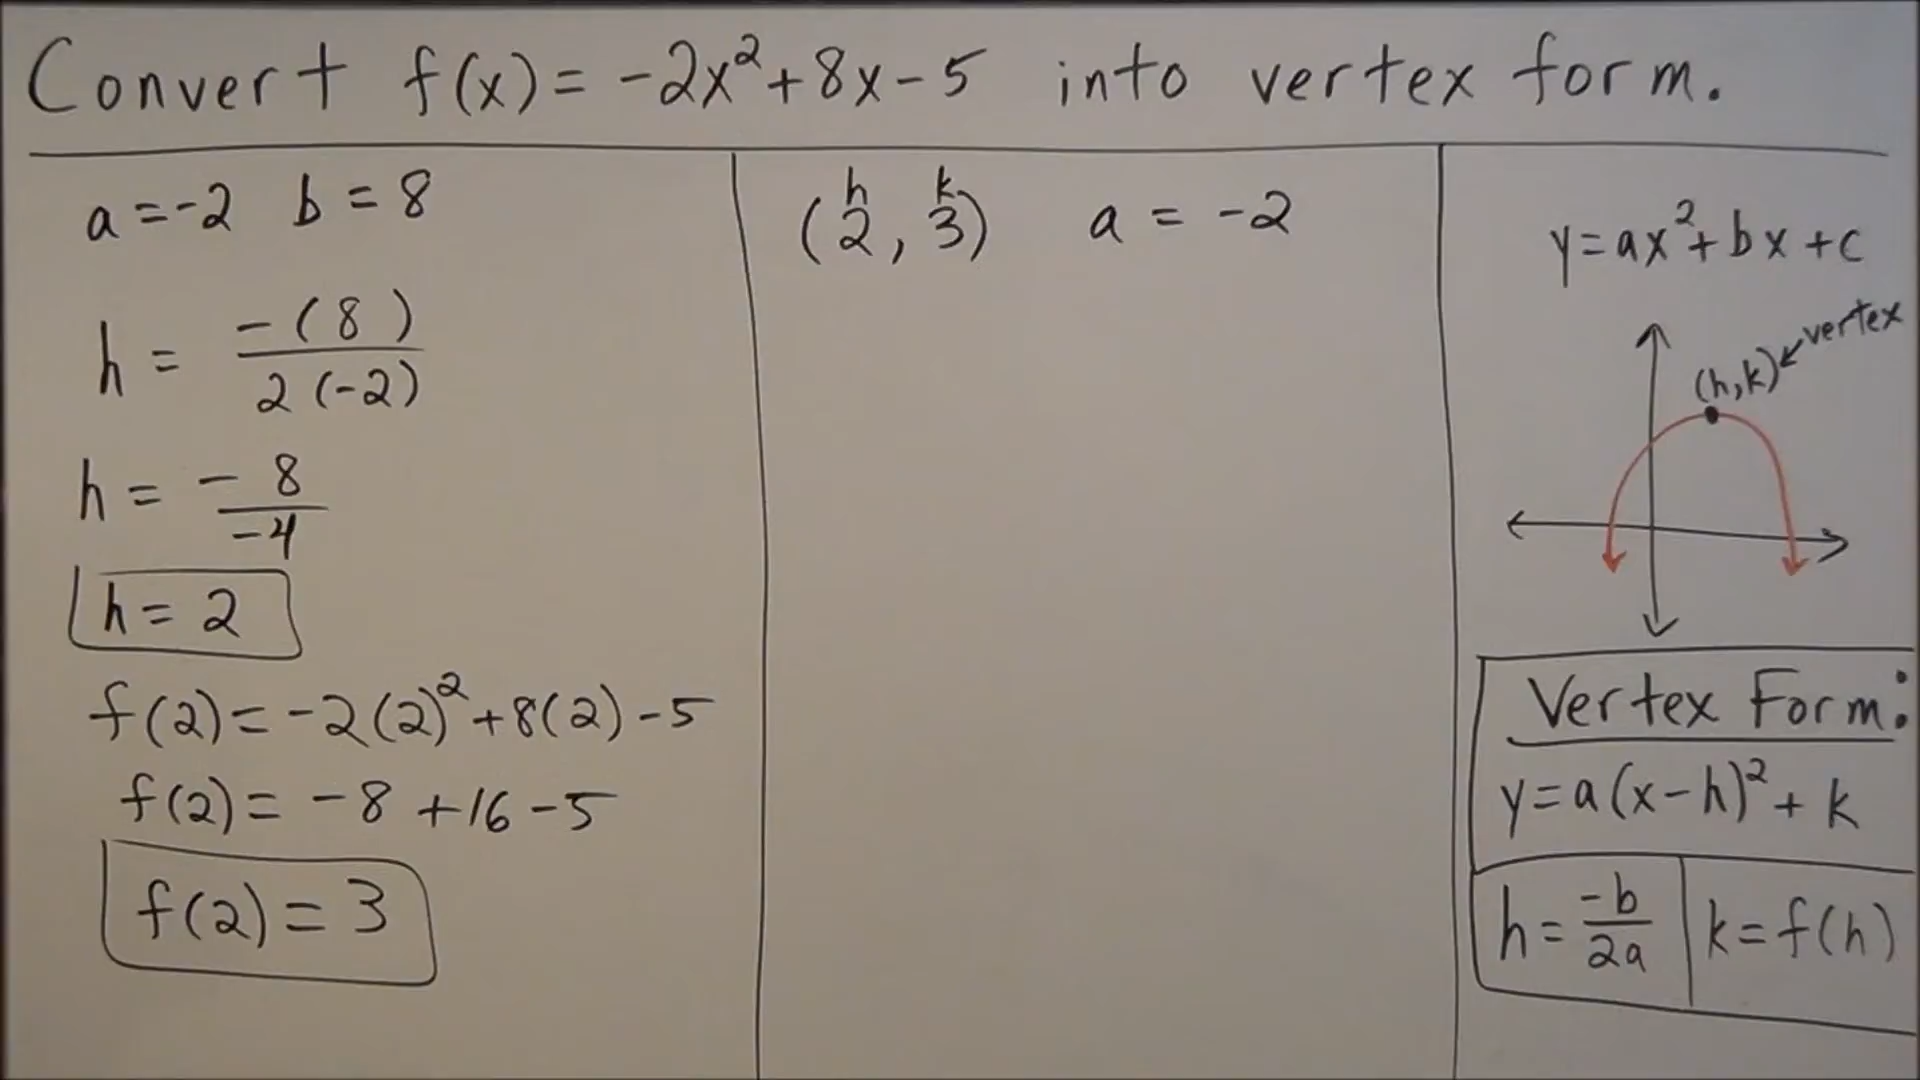 Convert f(x) = -2x²+8x-5 into vertex form.
a=-2 b=8
h = -(8)/2(-2)
h = -8/-4
h = 2
f(2) = -2(2)²+8(2)-5
f(2) = -8+16-5
f(2) = 3
h k
(2, 3) a = -2
y=ax²+bx+c
vertex
(h,k)
Vertex Form:
y=a(x-h)²+k
h=-b/2a
k=f(h)